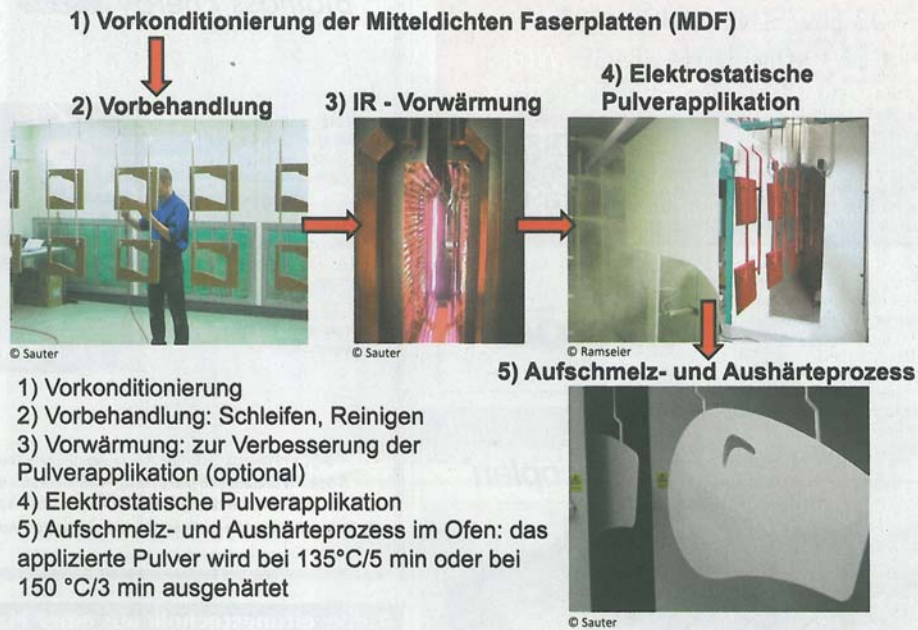 1) Vorkonditionierung der Mitteldichten Faserplatten (MDF)
2) Vorbehandlung
3) IR - Vorwärmung
4) Elektrostatische
Pulverapplikation
© Sauter
© Sauter
© Ramseier
5) Aufschmelz- und Aushärteprozess
1) Vorkonditionierung
2) Vorbehandlung: Schleifen, Reinigen
3) Vorwärmung: zur Verbesserung der
Pulverapplikation (optional)
4) Elektrostatische Pulverapplikation
5) Aufschmelz- und Aushärteprozess im Ofen: das
applizierte Pulver wird bei 135°C/5 min oder bei
150 °C/3 min ausgehärtet
© Sauter